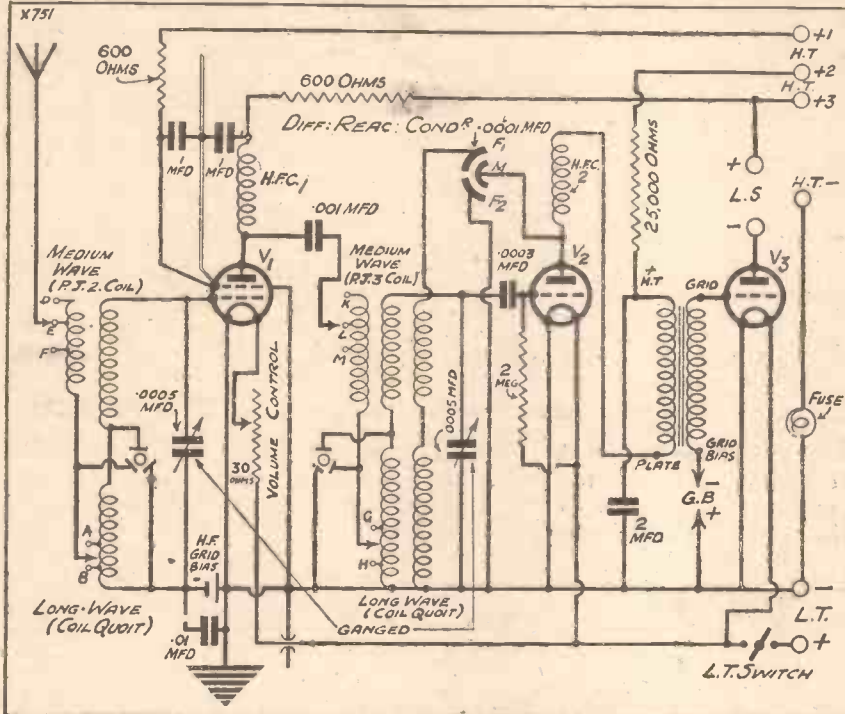 X751
600
OHMS
+1
H.T
+2
H.T.
+3
600 OHMS
DIFF: REAC: CONDR. .0001 MFD
F1
M
F2
1
MFD
1
MFD
H.F.C. 1
H.F.C.
2
25,000 OHMS
+
L.S
-
H.T.-
.001 MFD
MEDIUM
WAVE
(P.J.2. COIL)
V1
MEDIUM
WAVE
(P.J.3 COIL)
.0003
MFD
V2
+
H.T
GRID
V3
D
E
F
K
L
M
.0005
MFD
VOLUME CONTROL
30
OHMS
.0005 MFD
2
MEG
FUSE
PLATE
GRID
BIAS
-
G.B
+
2
MFD
A
B
G
H
H.F.
GRID
BIAS
LONG-WAVE
(COIL QUOIT)
.01
MFD
GANGED
LONG WAVE
(COIL QUOIT)
-
L.T.
+
L.T. SWITCH